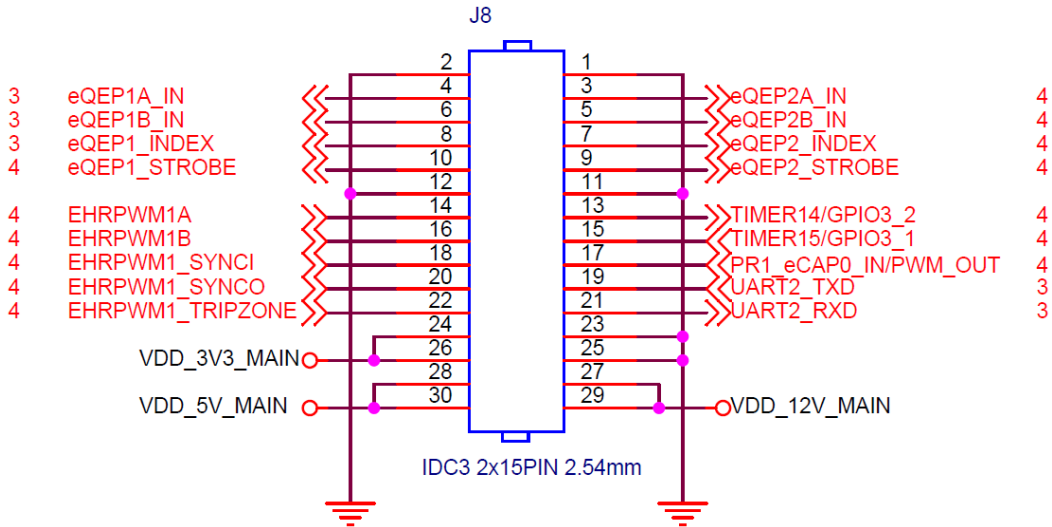 J8
2 1
3 eQEP1A_IN 4 3 eQEP2A_IN 4
3 eQEP1B_IN 6 5 eQEP2B_IN 4
3 eQEP1_INDEX 8 7 eQEP2_INDEX 4
4 eQEP1_STROBE 10 9 eQEP2_STROBE 4
12 11
4 EHRPWM1A 14 13 TIMER14/GPIO3_2 4
4 EHRPWM1B 16 15 TIMER15/GPIO3_1 4
4 EHRPWM1_SYNCI 18 17 PR1_eCAP0_IN/PWM_OUT 4
4 EHRPWM1_SYNCO 20 19 UART2_TXD 3
4 EHRPWM1_TRIPZONE 22 21 UART2_RXD 3
24 23
VDD_3V3_MAIN 26 25
28 27
VDD_5V_MAIN 30 29 VDD_12V_MAIN
IDC3 2x15PIN 2.54mm